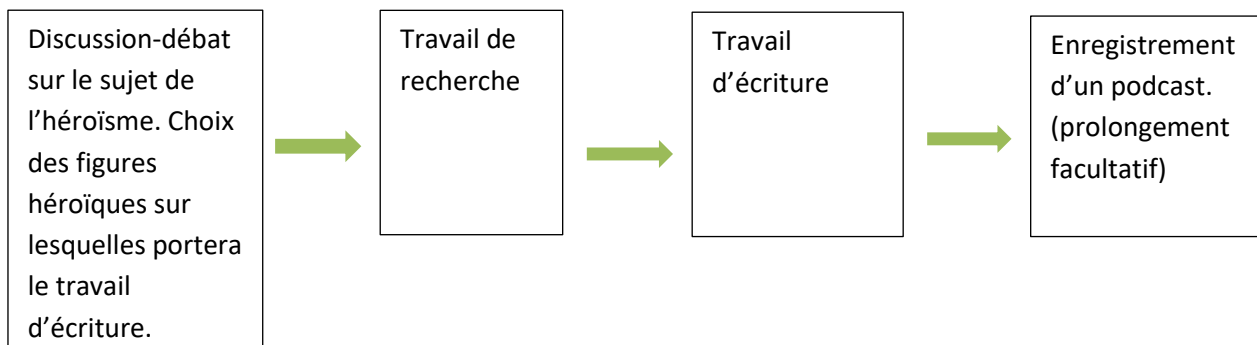 Discussion-débat
sur le sujet de
l’héroïsme. Choix
des figures
héroïques sur
lesquelles portera
le travail
d’écriture.
Travail de
recherche
Travail
d’écriture
Enregistrement
d’un podcast.
(prolongement
facultatif)